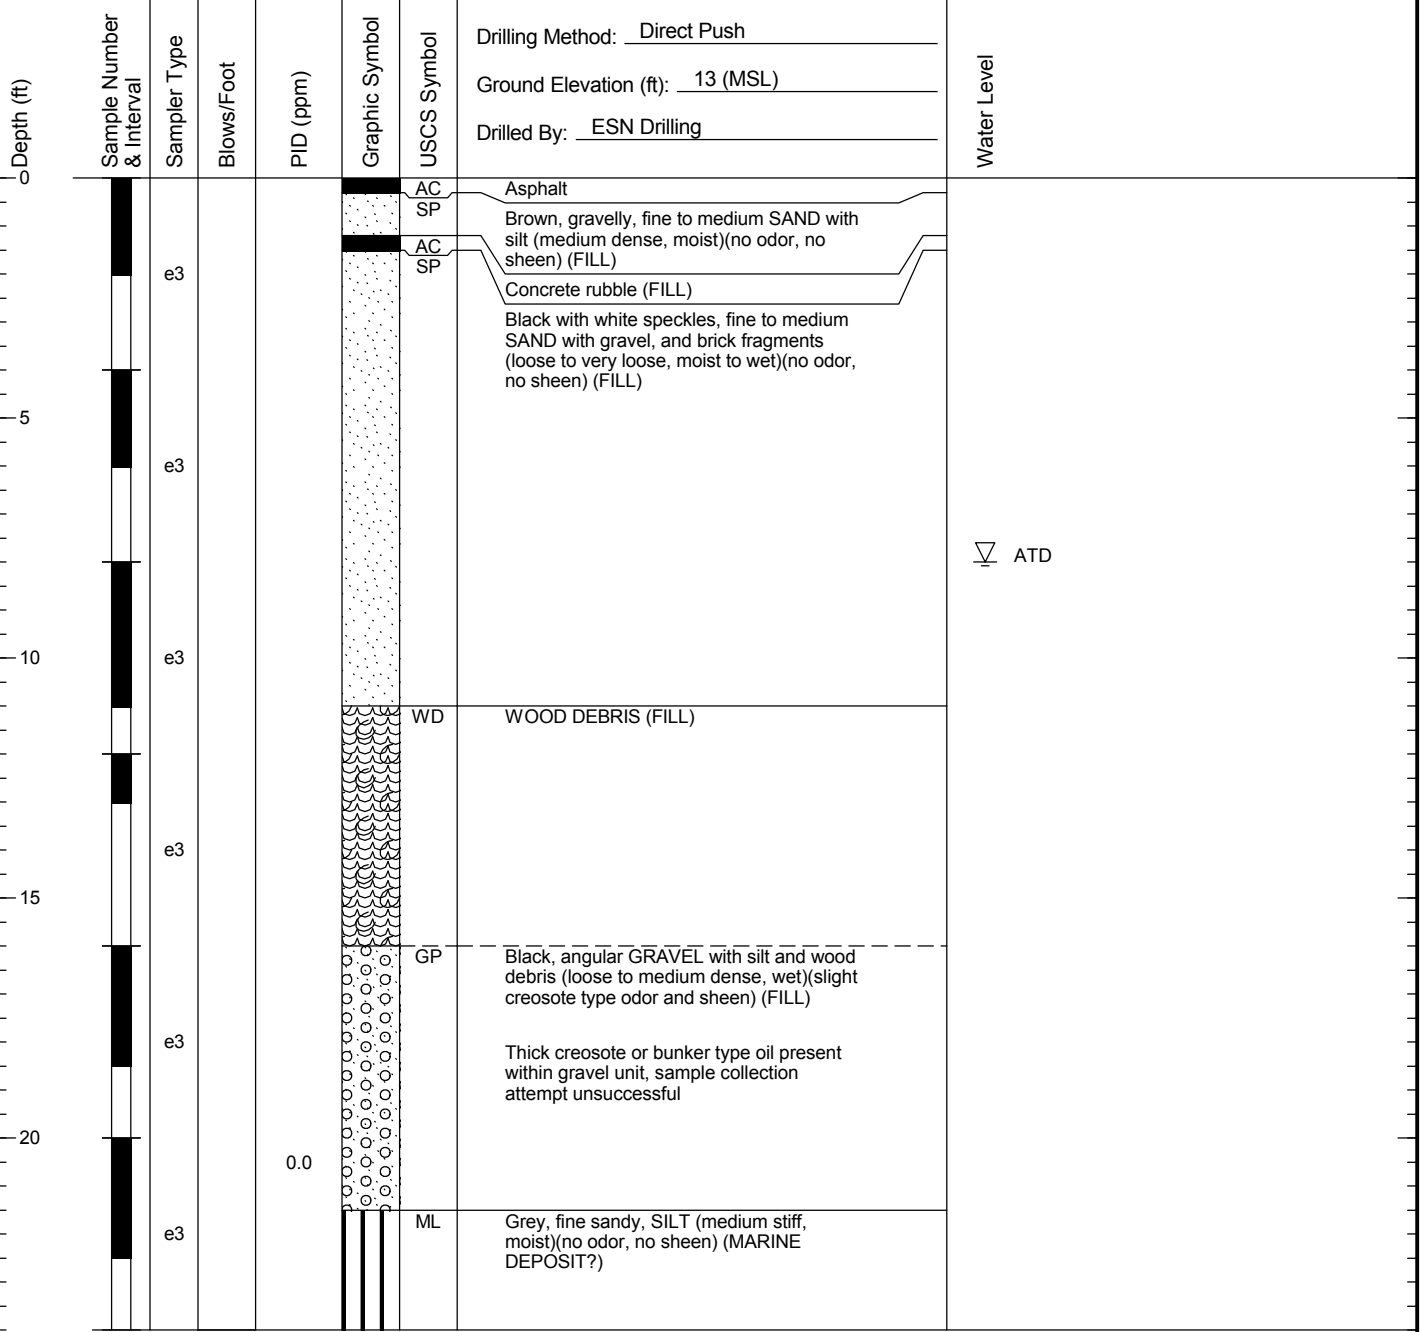 Depth (ft)
Sample Number
& Interval
Sampler Type
Blows/Foot
PID (ppm)
Graphic Symbol
USCS Symbol
Drilling Method: Direct Push
Ground Elevation (ft): 13 (MSL)
Drilled By: ESN Drilling
Water Level
0
AC
Asphalt
SP
Brown, gravelly, fine to medium SAND with
silt (medium dense, moist)(no odor, no
sheen) (FILL)
AC
SP
e3
Concrete rubble (FILL)
Black with white speckles, fine to medium
SAND with gravel, and brick fragments
(loose to very loose, moist to wet)(no odor,
no sheen) (FILL)
5
e3
ATD
10
e3
WD
WOOD DEBRIS (FILL)
e3
15
GP
Black, angular GRAVEL with silt and wood
debris (loose to medium dense, wet)(slight
creosote type odor and sheen) (FILL)
e3
Thick creosote or bunker type oil present
within gravel unit, sample collection
attempt unsuccessful
20
0.0
ML
Grey, fine sandy, SILT (medium stiff,
moist)(no odor, no sheen) (MARINE
DEPOSIT?)
e3